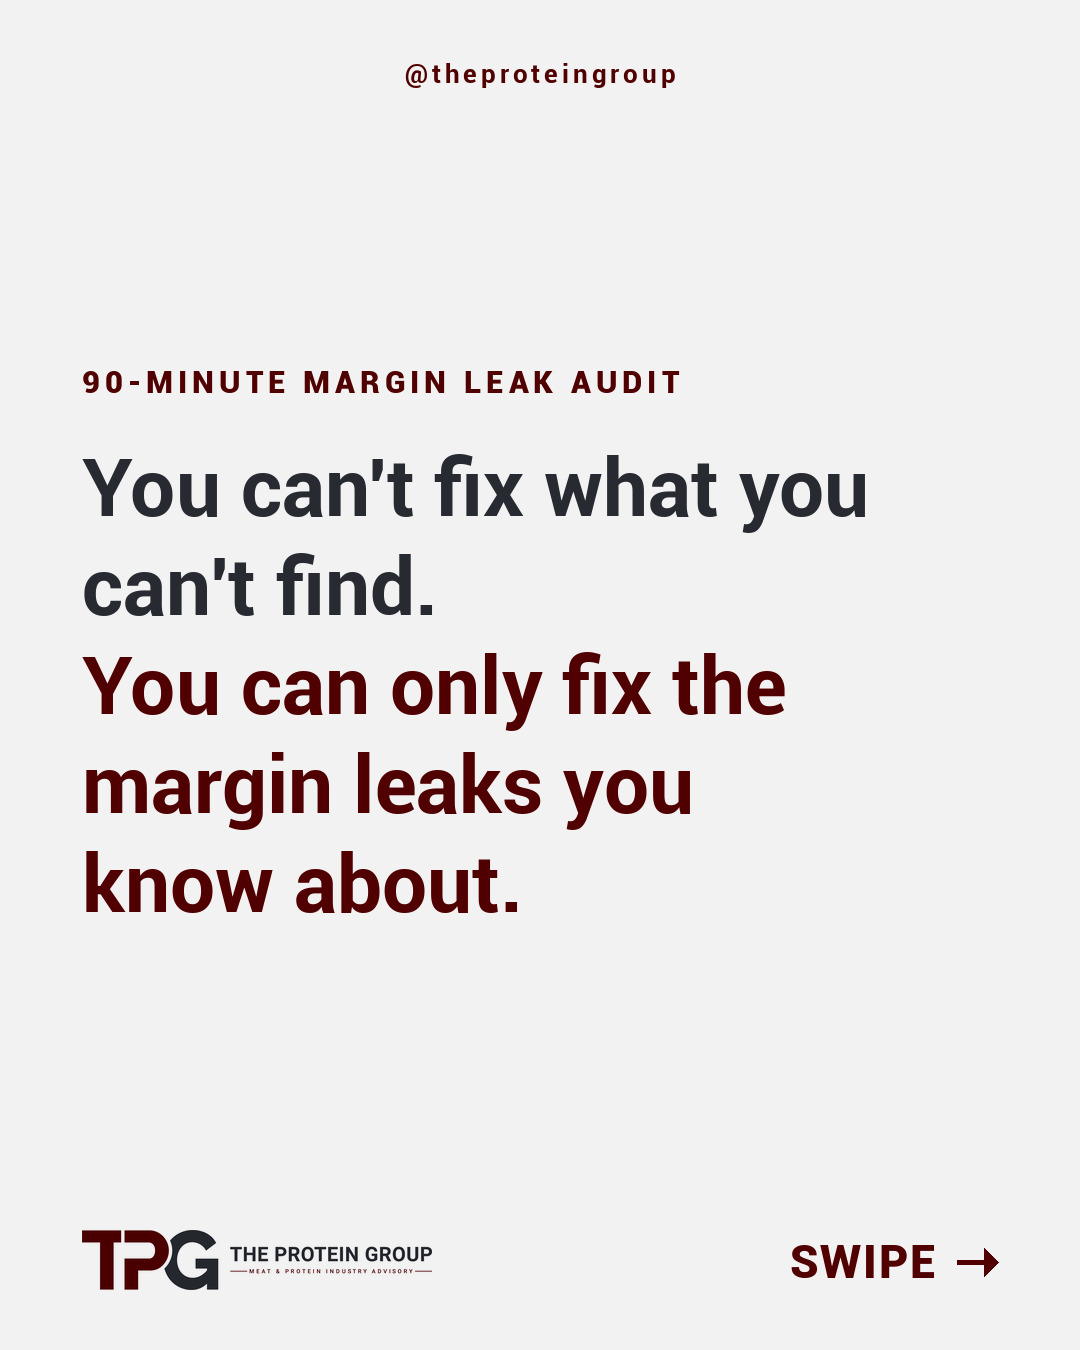 @theproteingroup
90-MINUTE MARGIN LEAK AUDIT
You can't fix what you
can't find.
You can only fix the
margin leaks you
know about.
TPG THE PROTEIN GROUP
MEAT & PROTEIN INDUSTRY ADVISORY
SWIPE →